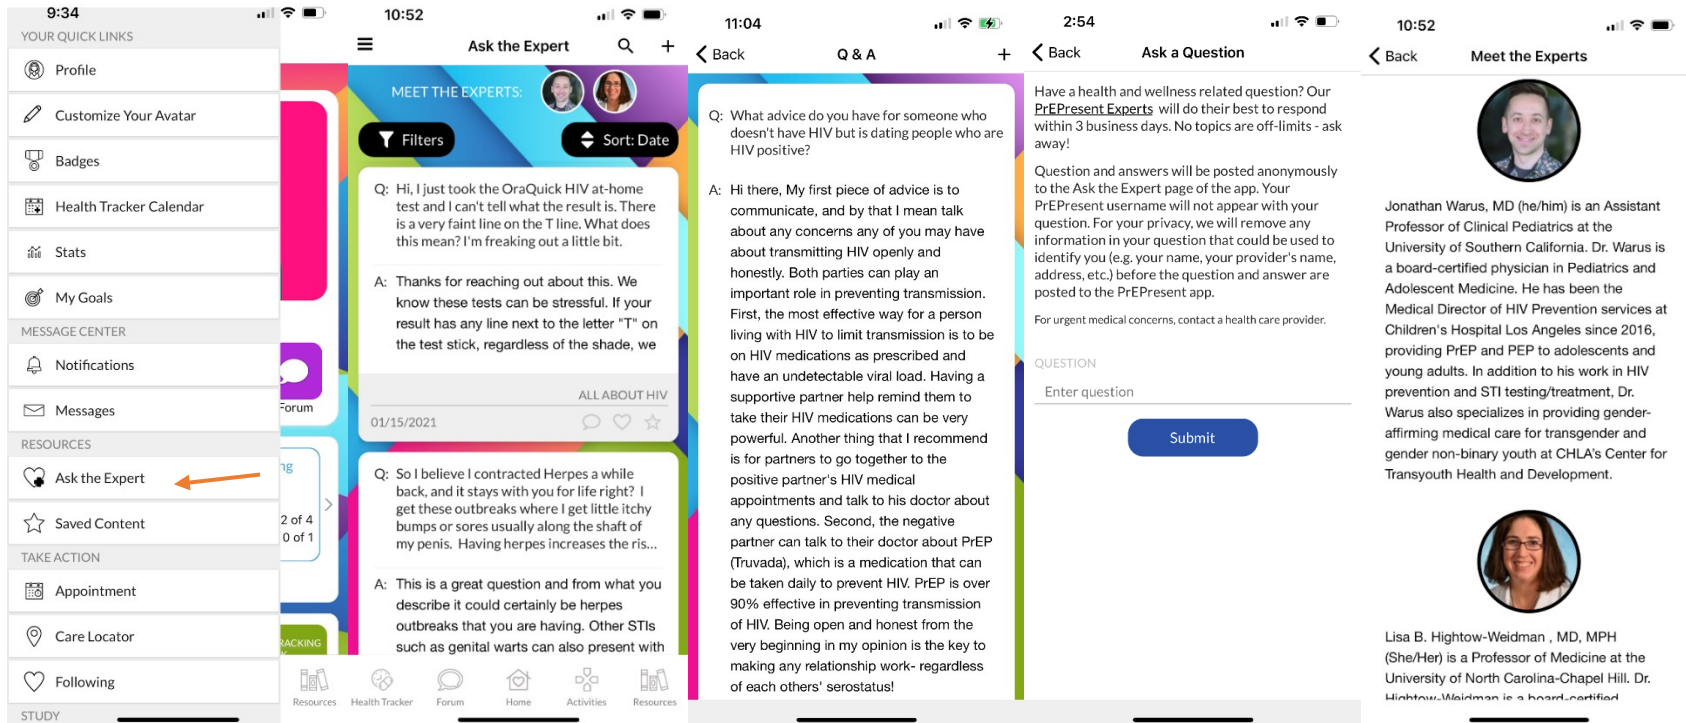 9:34
YOUR QUICK LINKS
Profile
Customize Your Avatar
Badges
Health Tracker Calendar
Stats
My Goals
MESSAGE CENTER
Notifications
Messages
RESOURCES
Ask the Expert
Saved Content
TAKE ACTION
Appointment
Care Locator
Following
STUDY
Forum
2 of 4
0 of 1
Resources
10:52
Ask the Expert
MEET THE EXPERTS:
Filters
Sort: Date
Q: Hi, I just took the OraQuick HIV at-home
test and I can't tell what the result is. There
is a very faint line on the T line. What does
this mean? I'm freaking out a little bit.
A: Thanks for reaching out about this. We
know these tests can be stressful. If your
result has any line next to the letter "T" on
the test stick, regardless of the shade, we
ALL ABOUT HIV
01/15/2021
Q: So I believe I contracted Herpes a while
back, and it stays with you for life right? I
get these outbreaks where I get little itchy
bumps or sores usually along the shaft of
my penis. Having herpes increases the ris...
A: This is a great question and from what you
describe it could certainly be herpes
outbreaks that you are having. Other STIs
such as genital warts can also present with
Health Tracker
Forum
Home
Activities
Resources
11:04
Back
Q & A
Q: What advice do you have for someone who
doesn't have HIV but is dating people who are
HIV positive?
A: Hi there, My first piece of advice is to
communicate, and by that I mean talk
about any concerns any of you may have
about transmitting HIV openly and
honestly. Both parties can play an
important role in preventing transmission.
First, the most effective way for a person
living with HIV to limit transmission is to be
on HIV medications as prescribed and
have an undetectable viral load. Having a
supportive partner help remind them to
take their HIV medications can be very
powerful. Another thing that I recommend
is for partners to go together to the
positive partner's HIV medical
appointments and talk to his doctor about
any questions. Second, the negative
partner can talk to their doctor about PrEP
(Truvada), which is a medication that can
be taken daily to prevent HIV. PrEP is over
90% effective in preventing transmission
of HIV. Being open and honest from the
very beginning in my opinion is the key to
making any relationship work- regardless
of each others' serostatus!
2:54
Back
Ask a Question
Have a health and wellness related question? Our
PrEPresent Experts will do their best to respond
within 3 business days. No topics are off-limits - ask
away!
Question and answers will be posted anonymously
to the Ask the Expert page of the app. Your
PrEPresent username will not appear with your
question. For your privacy, we will remove any
information in your question that could be used to
identify you (e.g. your name, your provider's name,
address, etc.) before the question and answer are
posted to the PrEPresent app.
For urgent medical concerns, contact a health care provider.
QUESTION
Enter question
Submit
10:52
Back
Meet the Experts
Jonathan Warus, MD (he/him) is an Assistant
Professor of Clinical Pediatrics at the
University of Southern California. Dr. Warus is
a board-certified physician in Pediatrics and
Adolescent Medicine. He has been the
Medical Director of HIV Prevention services at
Children's Hospital Los Angeles since 2016,
providing PrEP and PEP to adolescents and
young adults. In addition to his work in HIV
prevention and STI testing/treatment, Dr.
Warus also specializes in providing gender-
affirming medical care for transgender and
gender non-binary youth at CHLA's Center for
Transyouth Health and Development.
Lisa B. Hightow-Weidman , MD, MPH
(She/Her) is a Professor of Medicine at the
University of North Carolina-Chapel Hill. Dr.
Hightow-Weidman is a board-certified